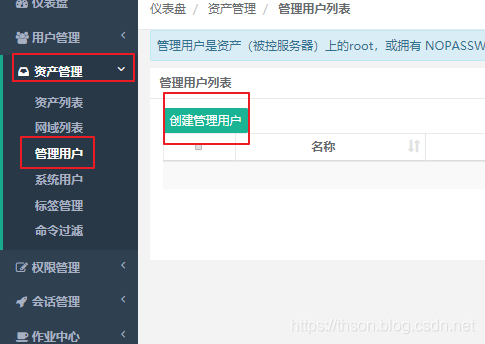 仪表盘
用户管理
资产管理
资产列表
网域列表
管理用户
系统用户
标签管理
命令过滤
权限管理
会话管理
作业中心
仪表盘 / 资产管理 / 管理用户列表
管理用户是资产（被控服务器）上的root，或拥有 NOPASSW
管理用户列表
创建管理用户
名称
https://thson.blog.csdn.net